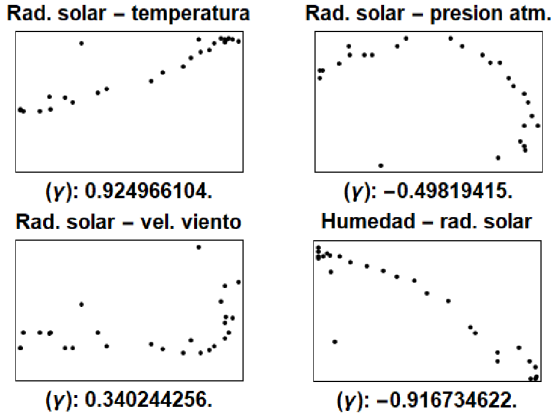 Rad. solar – temperatura
Rad. solar – presion atm.
(γ): 0.924966104.
(γ): −0.49819415.
Rad. solar – vel. viento
Humedad – rad. solar
(γ): 0.340244256.
(γ): −0.916734622.